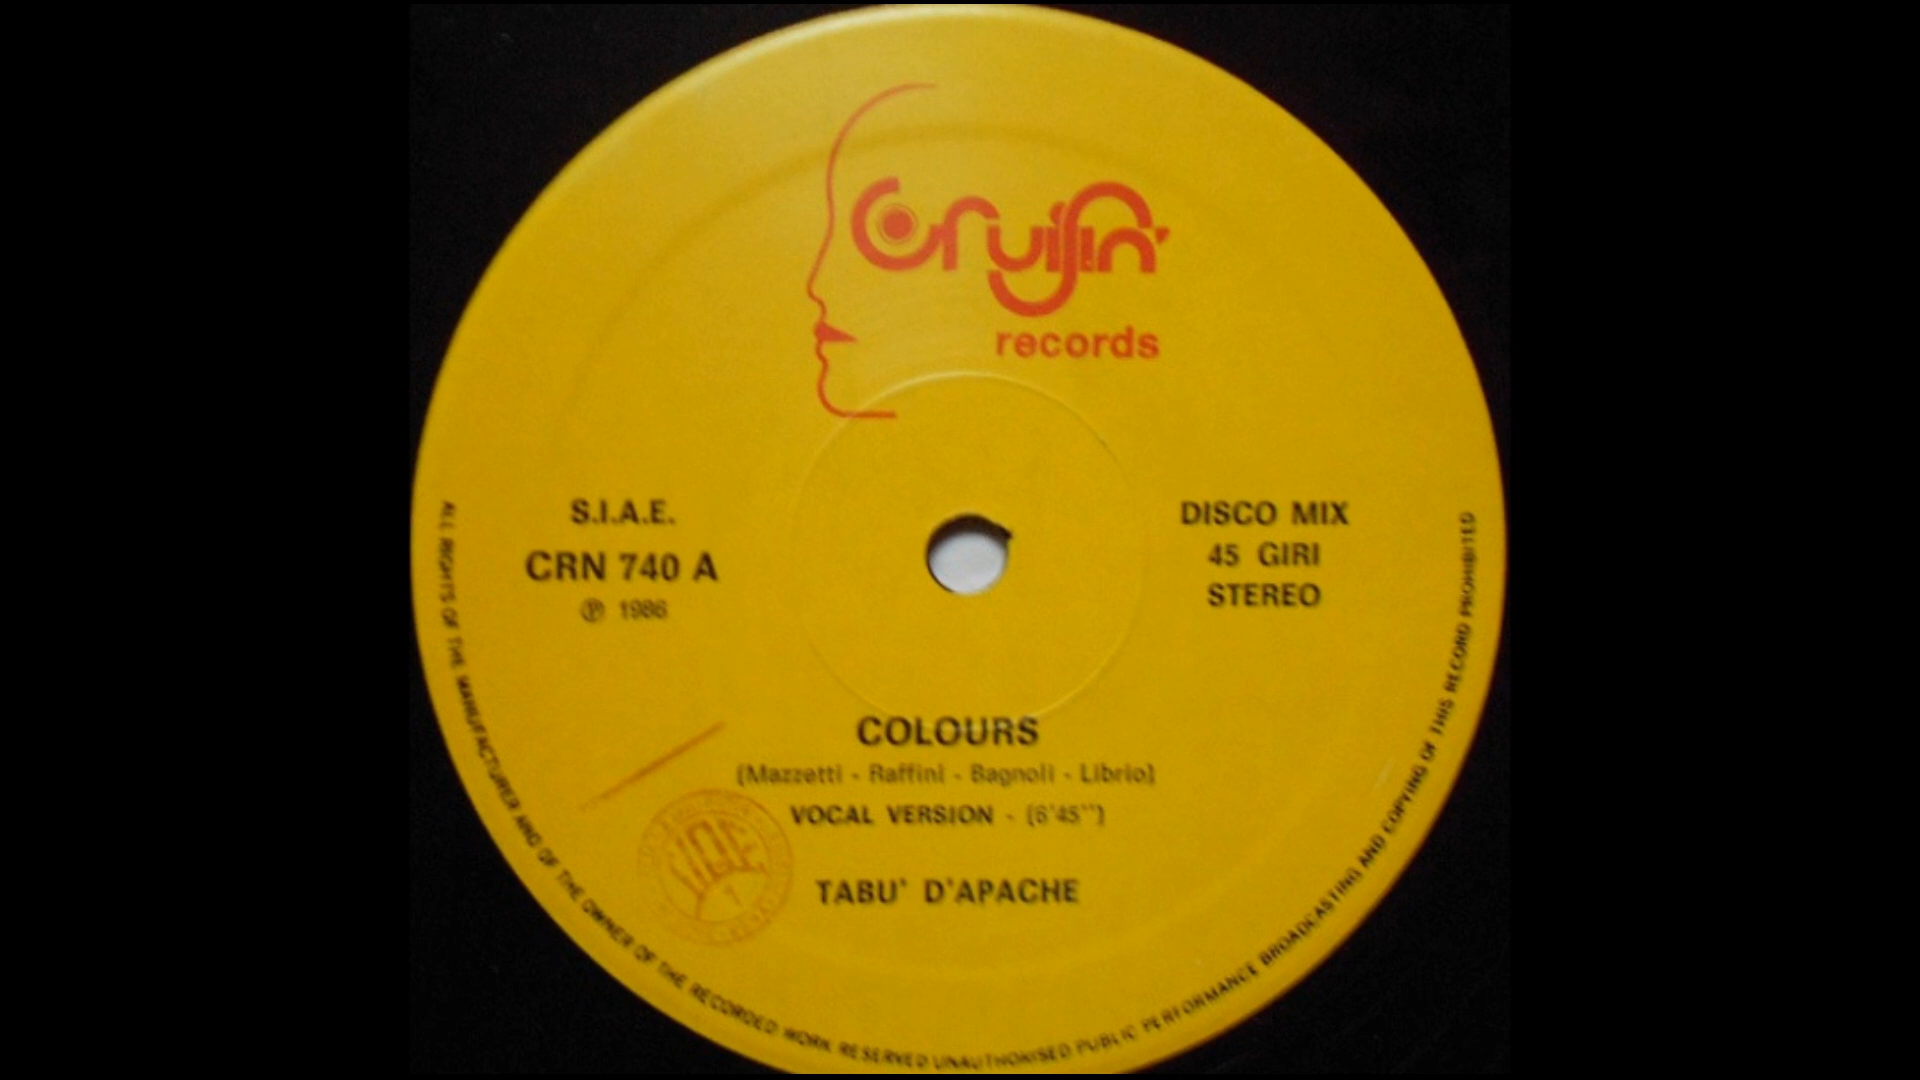 Cruisin'
records
S.I.A.E.
CRN 740 A
℗ 1986
DISCO MIX
45 GIRI
STEREO
COLOURS
(Mazzetti - Raffini - Bagnoli - Librio)
VOCAL VERSION - (6'45'')
TABU' D'APACHE
SIAE
ALL RIGHTS OF THE MANUFACTURER AND OF THE OWNER OF THE RECORDED WORK RESERVED UNAUTHORISED PUBLIC PERFORMANCE BROADCASTING AND COPYING OF THIS RECORD PROHIBITED